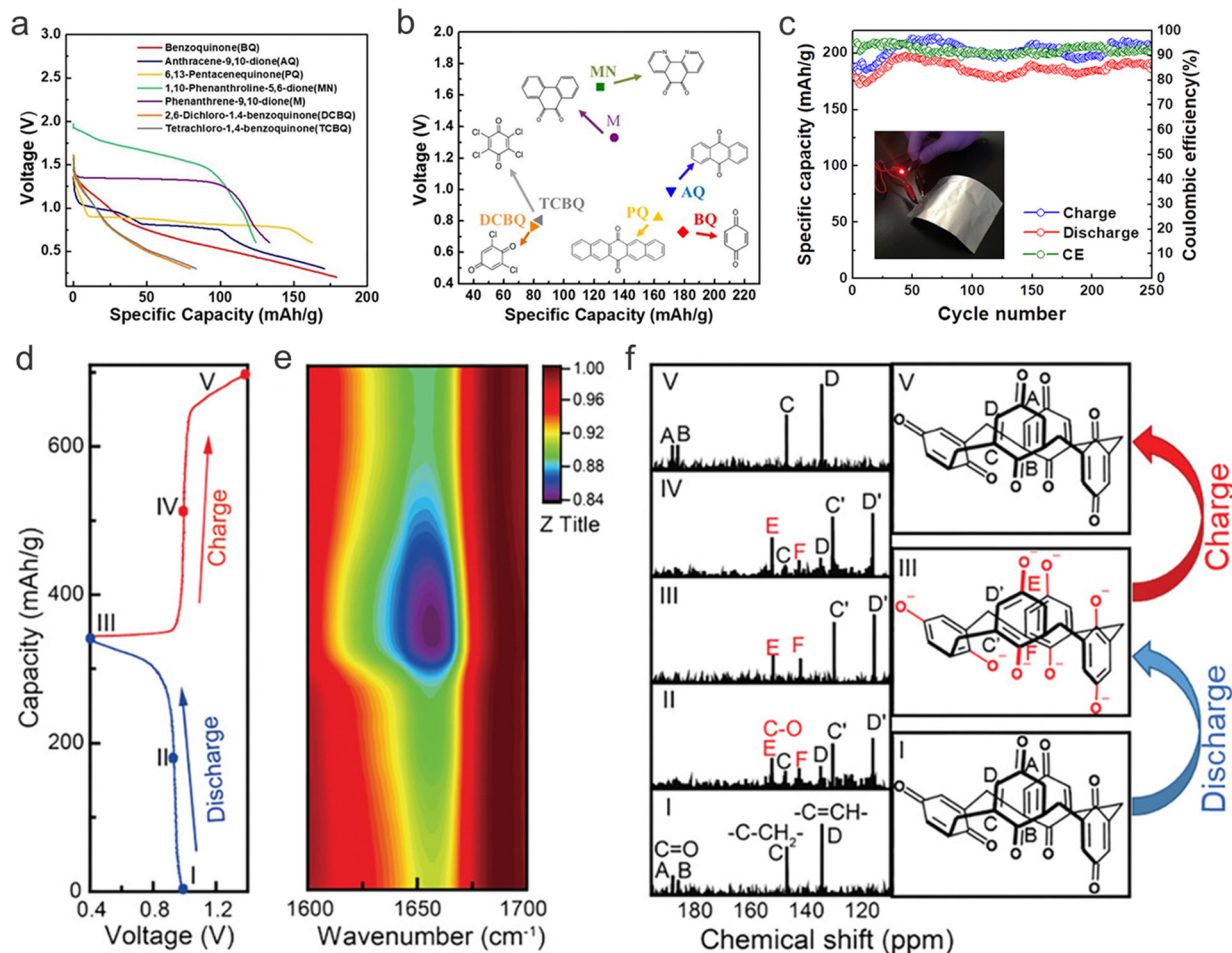 a
3.0
2.5
2.0
1.5
1.0
0.5
0.0
Voltage (V)
Benzoquinone(BQ)
Anthracene-9,10-dione(AQ)
6,13-Pentacenequinone(PQ)
1,10-Phenanthroline-5,6-dione(MN)
Phenanthrene-9,10-dione(M)
2,6-Dichloro-1.4-benzoquinone(DCBQ)
Tetrachloro-1,4-benzoquinone(TCBQ)
0 50 100 150 200
Specific Capacity (mAh/g)
b
2.0
1.8
1.6
1.4
1.2
1.0
0.8
0.6
0.4
Voltage (V)
MN
N N
O O
M
O O
O
Cl Cl
Cl Cl
O
TCBQ
DCBQ
O
Cl
O
Cl
AQ
O
O
PQ
O
O
BQ
O
O
40 60 80 100 120 140 160 180 200 220
Specific Capacity (mAh/g)
c
200
150
100
50
0
Specific capacity (mAh/g)
100
90
80
70
60
50
40
30
20
10
0
Coulombic efficiency(%)
Charge
Discharge
CE
0 50 100 150 200 250
Cycle number
d
600
400
200
0
Capacity (mAh/g)
V
IV
Charge
III
II
Discharge
I
0.4 0.8 1.2
Voltage (V)
e
1.00
0.96
0.92
0.88
0.84
Z Title
1600 1650 1700
Wavenumber (cm-1)
f
V
A B
C
D
IV
E
C
F
D
C'
D'
III
E
F
C'
D'
II
C-O
E
C
F
D
C'
D'
I
C=O
A B
-C-CH2-
C
-C=CH-
D
180 160 140 120
Chemical shift (ppm)
V
O O
D A
O O
C B
O O O
O
III
O- O-
E
D'
O- O-
C'
F
O- O- O-
O-
I
O O
D A
O O
C B
O O O
O
Charge
Discharge